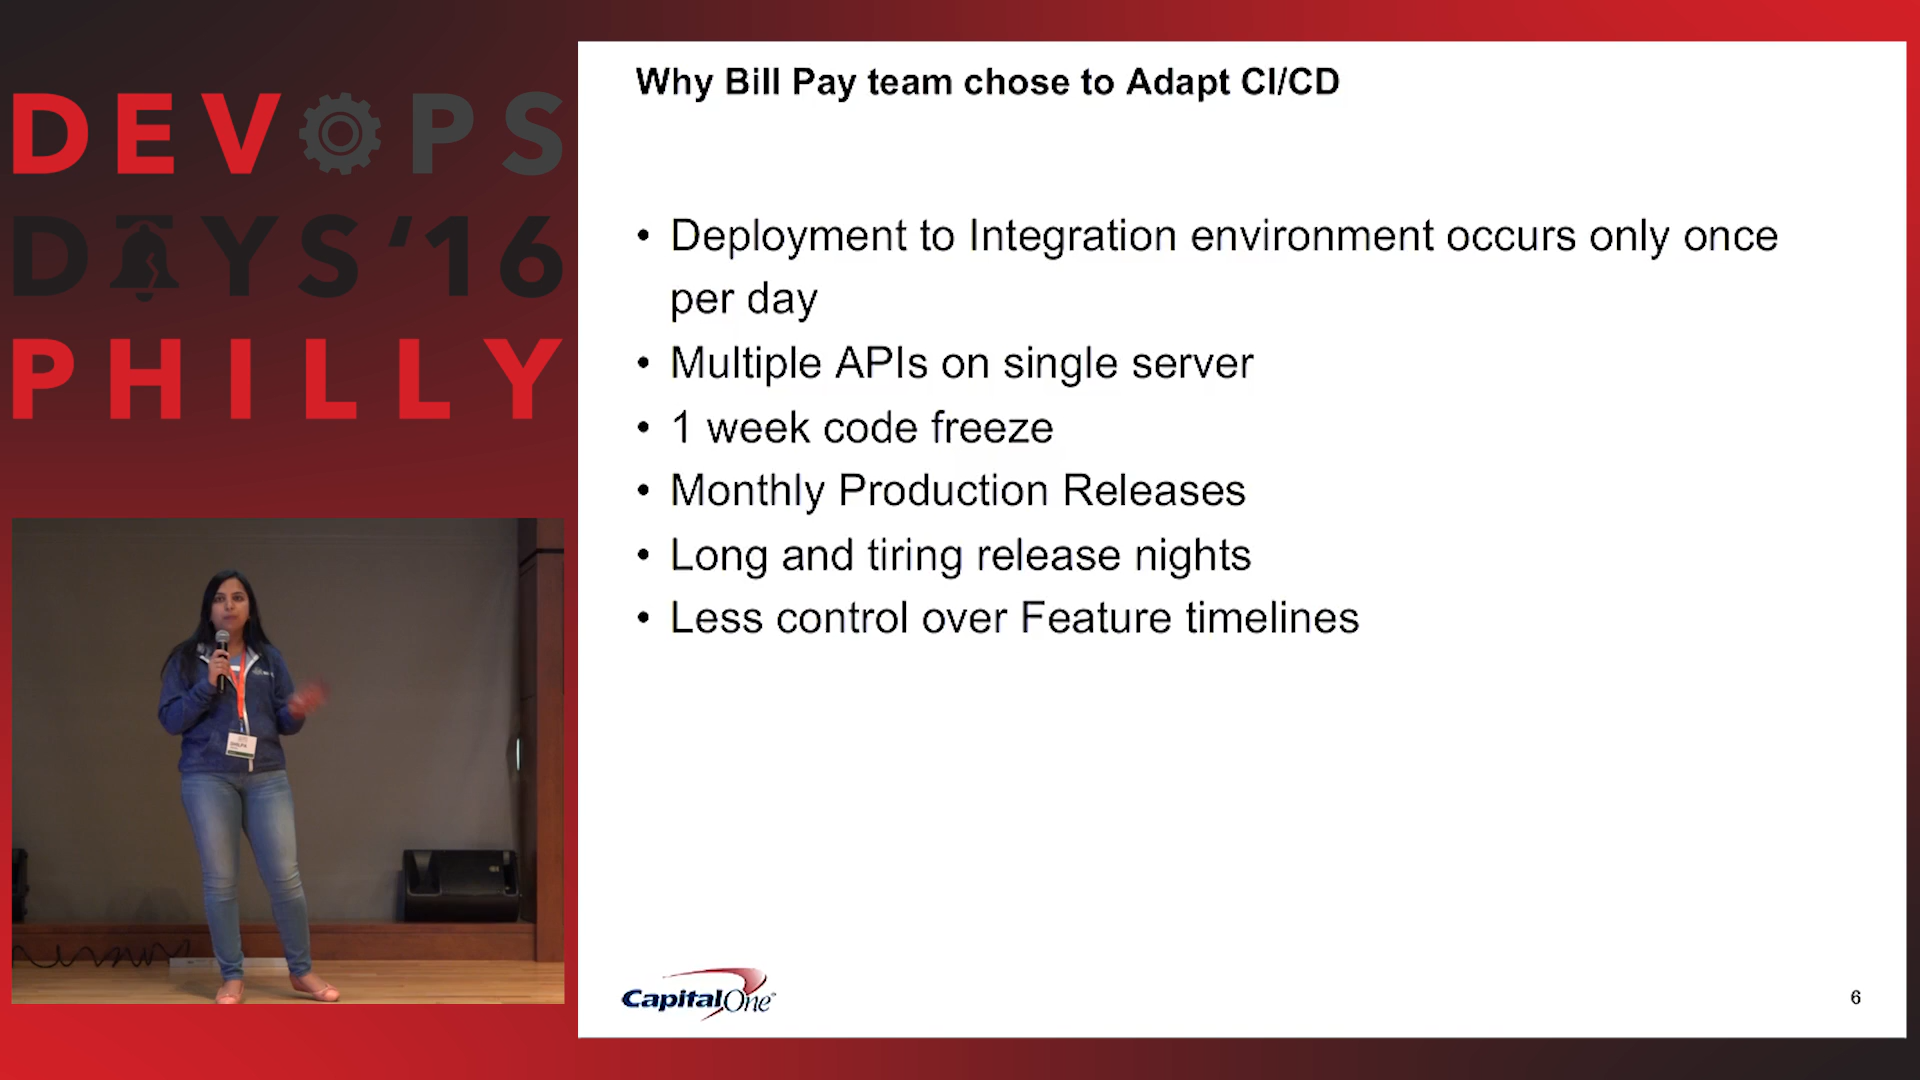 DEVOPS
DAYS '16
PHILLY
Why Bill Pay team chose to Adapt CI/CD
• Deployment to Integration environment occurs only once
per day
• Multiple APIs on single server
• 1 week code freeze
• Monthly Production Releases
• Long and tiring release nights
• Less control over Feature timelines
CapitalOne
6